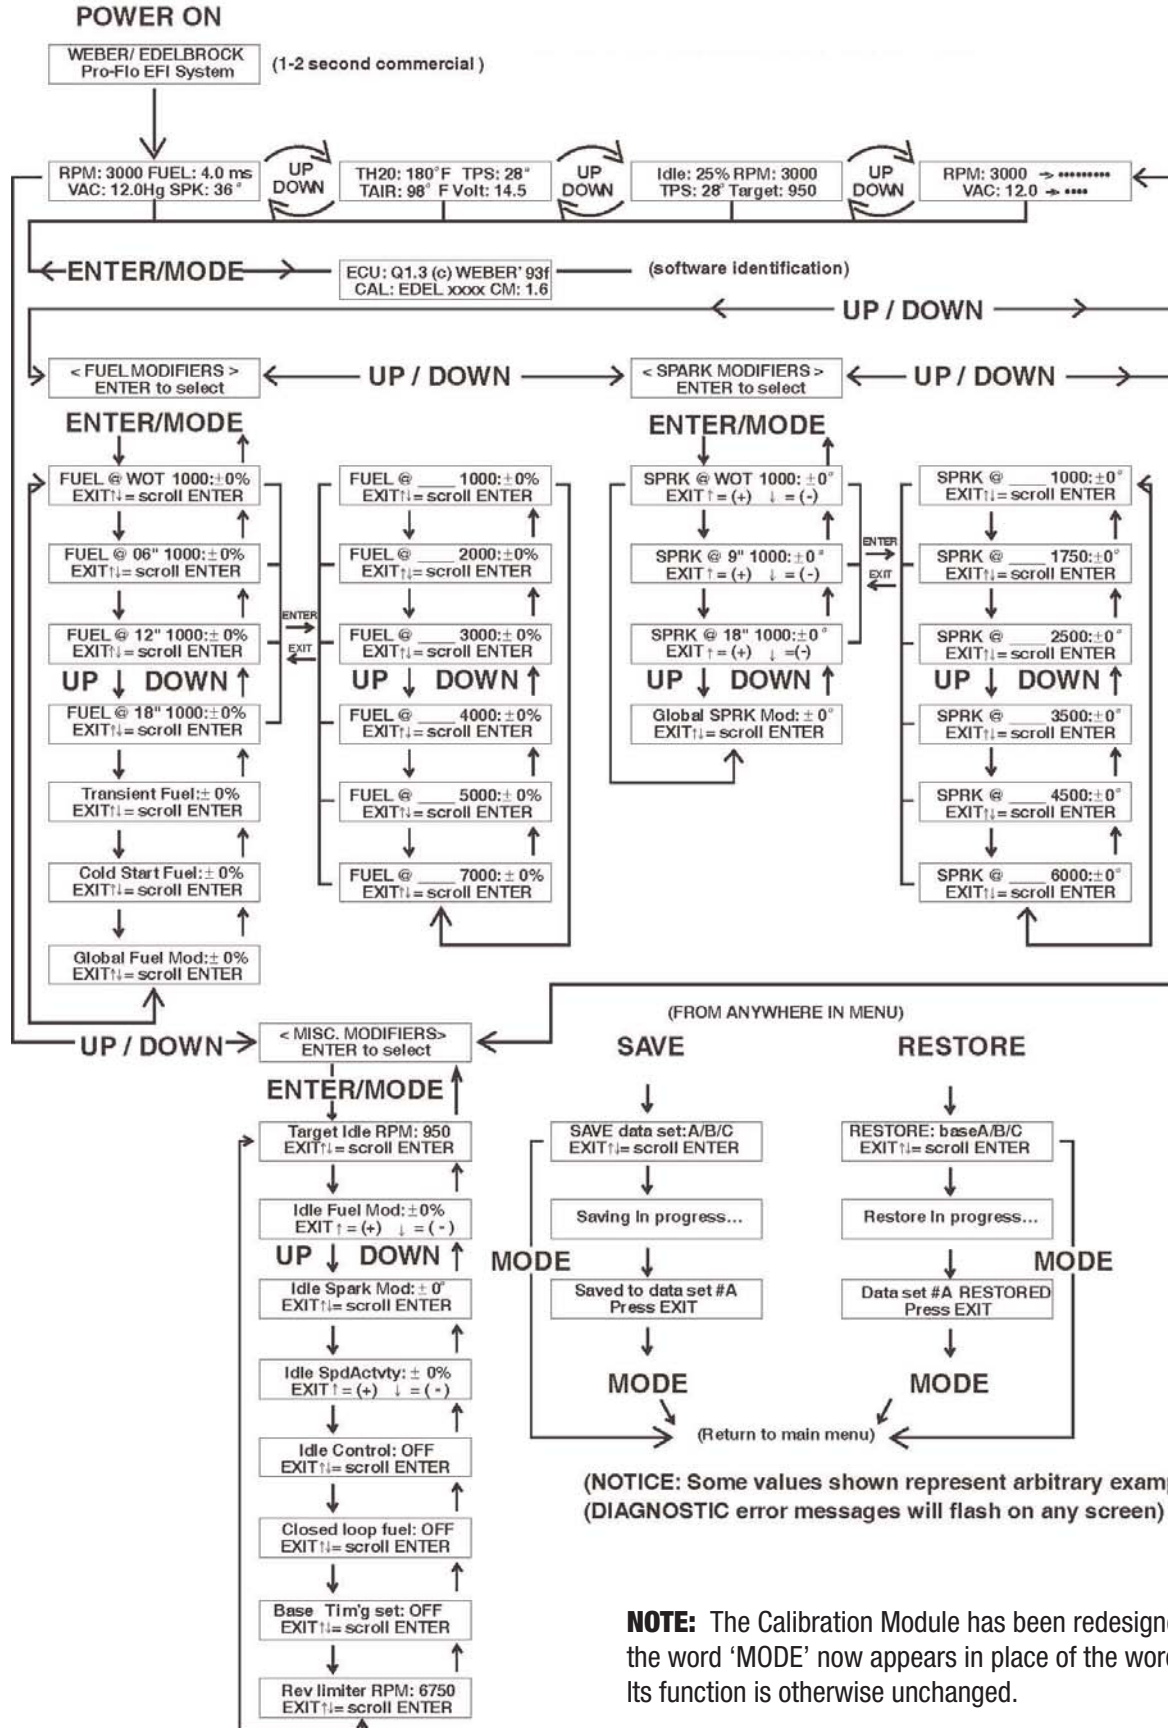 POWER ON
WEBER/ EDELBROCK
Pro-Flo EFI System
(1-2 second commercial )
RPM: 3000 FUEL: 4.0 ms
VAC: 12.0Hg SPK: 36°
UP
DOWN
TH20: 180°F TPS: 28°
TAIR: 98° F Volt: 14.5
UP
DOWN
Idle: 25% RPM: 3000
TPS: 28° Target: 950
UP
DOWN
RPM: 3000 → •••••••••
VAC: 12.0 → ••••
ENTER/MODE
ECU: Q1.3 (c) WEBER' 93f
CAL: EDEL xxxx CM: 1.6
(software identification)
UP / DOWN
< FUEL MODIFIERS >
ENTER to select
UP / DOWN
< SPARK MODIFIERS >
ENTER to select
UP / DOWN
ENTER/MODE
FUEL @ WOT 1000:±0%
EXIT↑↓= scroll ENTER
FUEL @ 06" 1000:±0%
EXIT↑↓= scroll ENTER
FUEL @ 12" 1000:± 0%
EXIT↑↓= scroll ENTER
UP DOWN
FUEL @ 18" 1000:±0%
EXIT↑↓= scroll ENTER
Transient Fuel:± 0%
EXIT↑↓= scroll ENTER
Cold Start Fuel:± 0%
EXIT↑↓= scroll ENTER
Global Fuel Mod:± 0%
EXIT↑↓= scroll ENTER
ENTER
EXIT
FUEL @ ____ 1000:±0%
EXIT↑↓= scroll ENTER
FUEL @ ____ 2000:±0%
EXIT↑↓= scroll ENTER
FUEL @ ____ 3000:± 0%
EXIT↑↓= scroll ENTER
UP DOWN
FUEL @ ____ 4000:±0%
EXIT↑↓= scroll ENTER
FUEL @ ____ 5000:± 0%
EXIT↑↓= scroll ENTER
FUEL @ ____ 7000:± 0%
EXIT↑↓= scroll ENTER
ENTER/MODE
SPRK @ WOT 1000: ±0°
EXIT ↑ = (+) ↓ = (-)
SPRK @ 9" 1000:±0 °
EXIT ↑ = (+) ↓ = (-)
SPRK @ 18" 1000:±0°
EXIT ↑ = (+) ↓ =(-)
UP DOWN
Global SPRK Mod: ± 0°
EXIT↑↓= scroll ENTER
ENTER
EXIT
SPRK @ ____ 1000:±0°
EXIT↑↓= scroll ENTER
SPRK @ ____ 1750:±0°
EXIT↑↓= scroll ENTER
SPRK @ ____ 2500:±0°
EXIT↑↓= scroll ENTER
UP DOWN
SPRK @ ____ 3500:±0°
EXIT↑↓= scroll ENTER
SPRK @ ____ 4500:±0°
EXIT↑↓= scroll ENTER
SPRK @ ____ 6000:±0°
EXIT↑↓= scroll ENTER
UP / DOWN
< MISC. MODIFIERS>
ENTER to select
ENTER/MODE
Target Idle RPM: 950
EXIT↑↓= scroll ENTER
Idle Fuel Mod:±0%
EXIT ↑ = (+) ↓ = ( - )
UP DOWN
Idle Spark Mod:± 0°
EXIT↑↓= scroll ENTER
Idle SpdActvty: ± 0%
EXIT ↑ = (+) ↓ = ( - )
Idle Control: OFF
EXIT↑↓= scroll ENTER
Closed loop fuel: OFF
EXIT↑↓= scroll ENTER
Base Tim'g set: OFF
EXIT↑↓= scroll ENTER
Rev limiter RPM: 6750
EXIT↑↓= scroll ENTER
(FROM ANYWHERE IN MENU)
SAVE
SAVE data set:A/B/C
EXIT↑↓= scroll ENTER
Saving In progress...
MODE
Saved to data set #A
Press EXIT
MODE
RESTORE
RESTORE: baseA/B/C
EXIT↑↓= scroll ENTER
Restore In progress...
MODE
Data set #A RESTORED
Press EXIT
MODE
(Return to main menu)
(NOTICE: Some values shown represent arbitrary examp
(DIAGNOSTIC error messages will flash on any screen)
NOTE: The Calibration Module has been redesigne
the word 'MODE' now appears in place of the wor
Its function is otherwise unchanged.